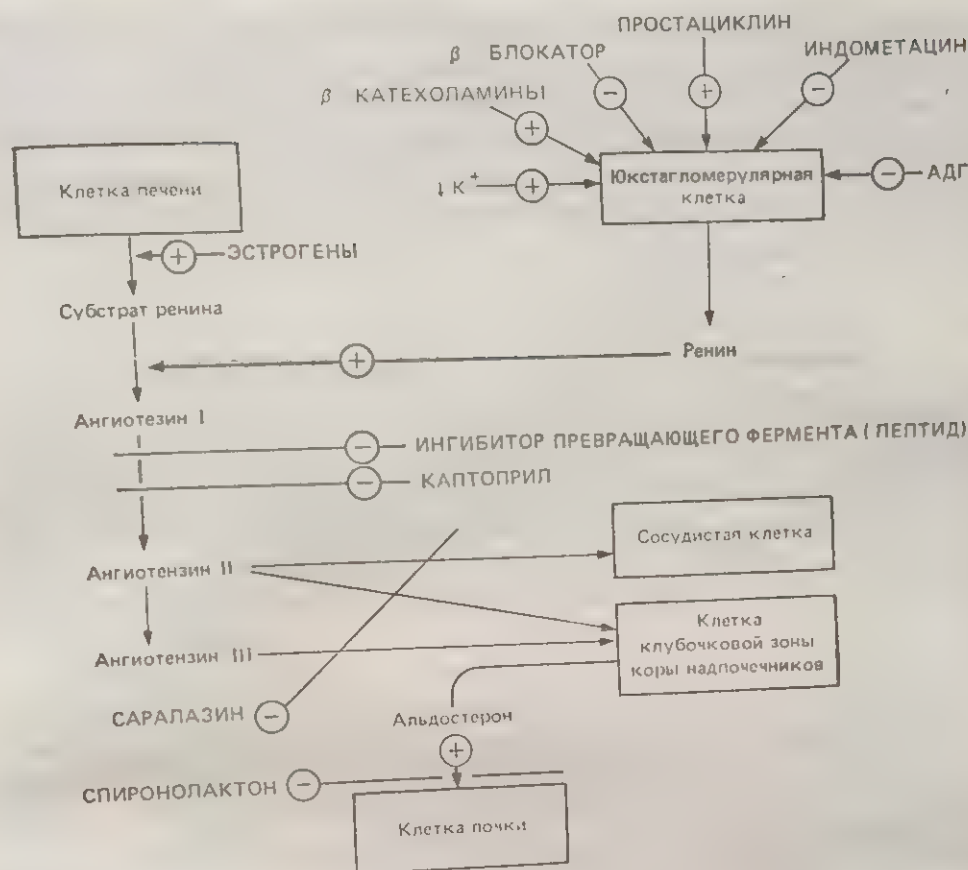 ПРОСТАЦИКЛИН
β БЛОКАТОР
ИНДОМЕТАЦИН
β КАТЕХОЛАМИНЫ
−
+
−
+
Клетка печени
↓ K+
+
Юкстагломерулярная
клетка
−
АДГ
+
ЭСТРОГЕНЫ
Субстрат ренина
+
Ренин
Ангиотезин I
−
ИНГИБИТОР ПРЕВРАЩАЮЩЕГО ФЕРМЕНТА (ПЕПТИД)
−
КАПТОПРИЛ
Сосудистая клетка
Ангиотензин II
Клетка
клубочковой зоны
коры надпочечников
Ангиотензин III
САРАЛАЗИН
−
Альдостерон
+
СПИРОНОЛАКТОН
−
Клетка почки